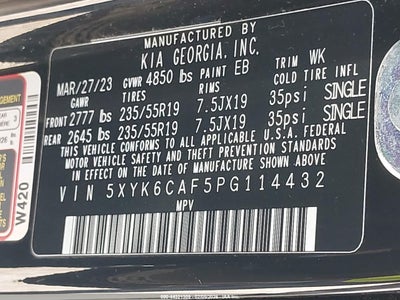 MANUFACTURED BY
KIA GEORGIA, INC.
MAR/27/23 GVWR 4850 lbs PAINT EB TRIM WK
GAWR TIRES RIMS COLD TIRE INFL
FRONT 2777 lbs 235/55R19 7.5JX19 35psi SINGLE
REAR 2645 lbs 235/55R19 7.5JX19 35psi SINGLE
THIS VEHICLE CONFORMS TO ALL APPLICABLE U.S.A. FEDERAL
MOTOR VEHICLE SAFETY AND THEFT PREVENTION STANDARDS
IN EFFECT ON THE DATE OF MANUFACTURE SHOWN ABOVE
VIN 5XYK6CAF5PG114432
MPV
W420